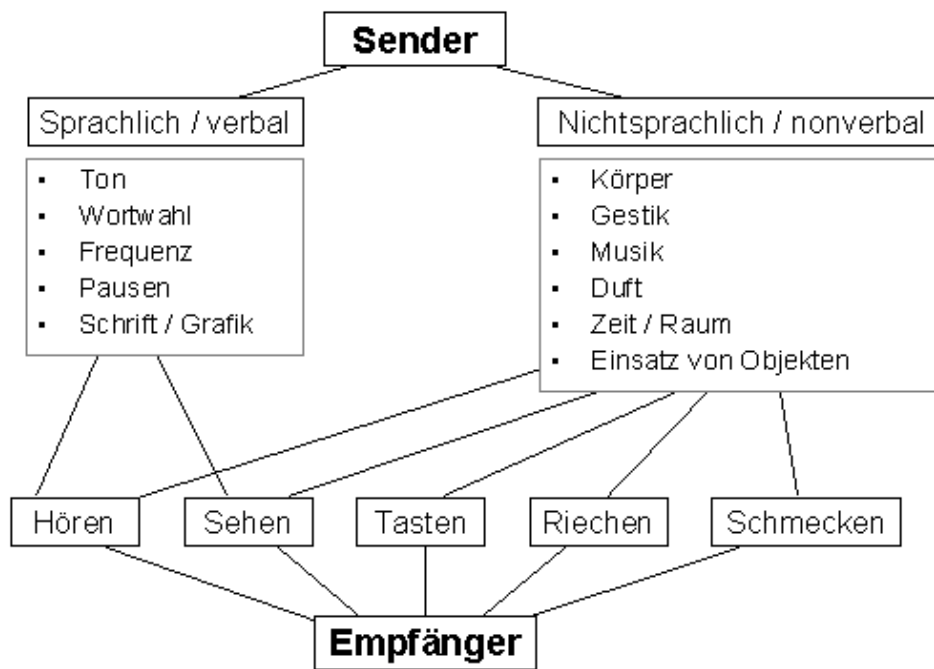 Sender
Sprachlich / verbal
Nichtsprachlich / nonverbal
▪ Ton
▪ Wortwahl
▪ Frequenz
▪ Pausen
▪ Schrift / Grafik
▪ Körper
▪ Gestik
▪ Musik
▪ Duft
▪ Zeit / Raum
▪ Einsatz von Objekten
Hören
Sehen
Tasten
Riechen
Schmecken
Empfänger